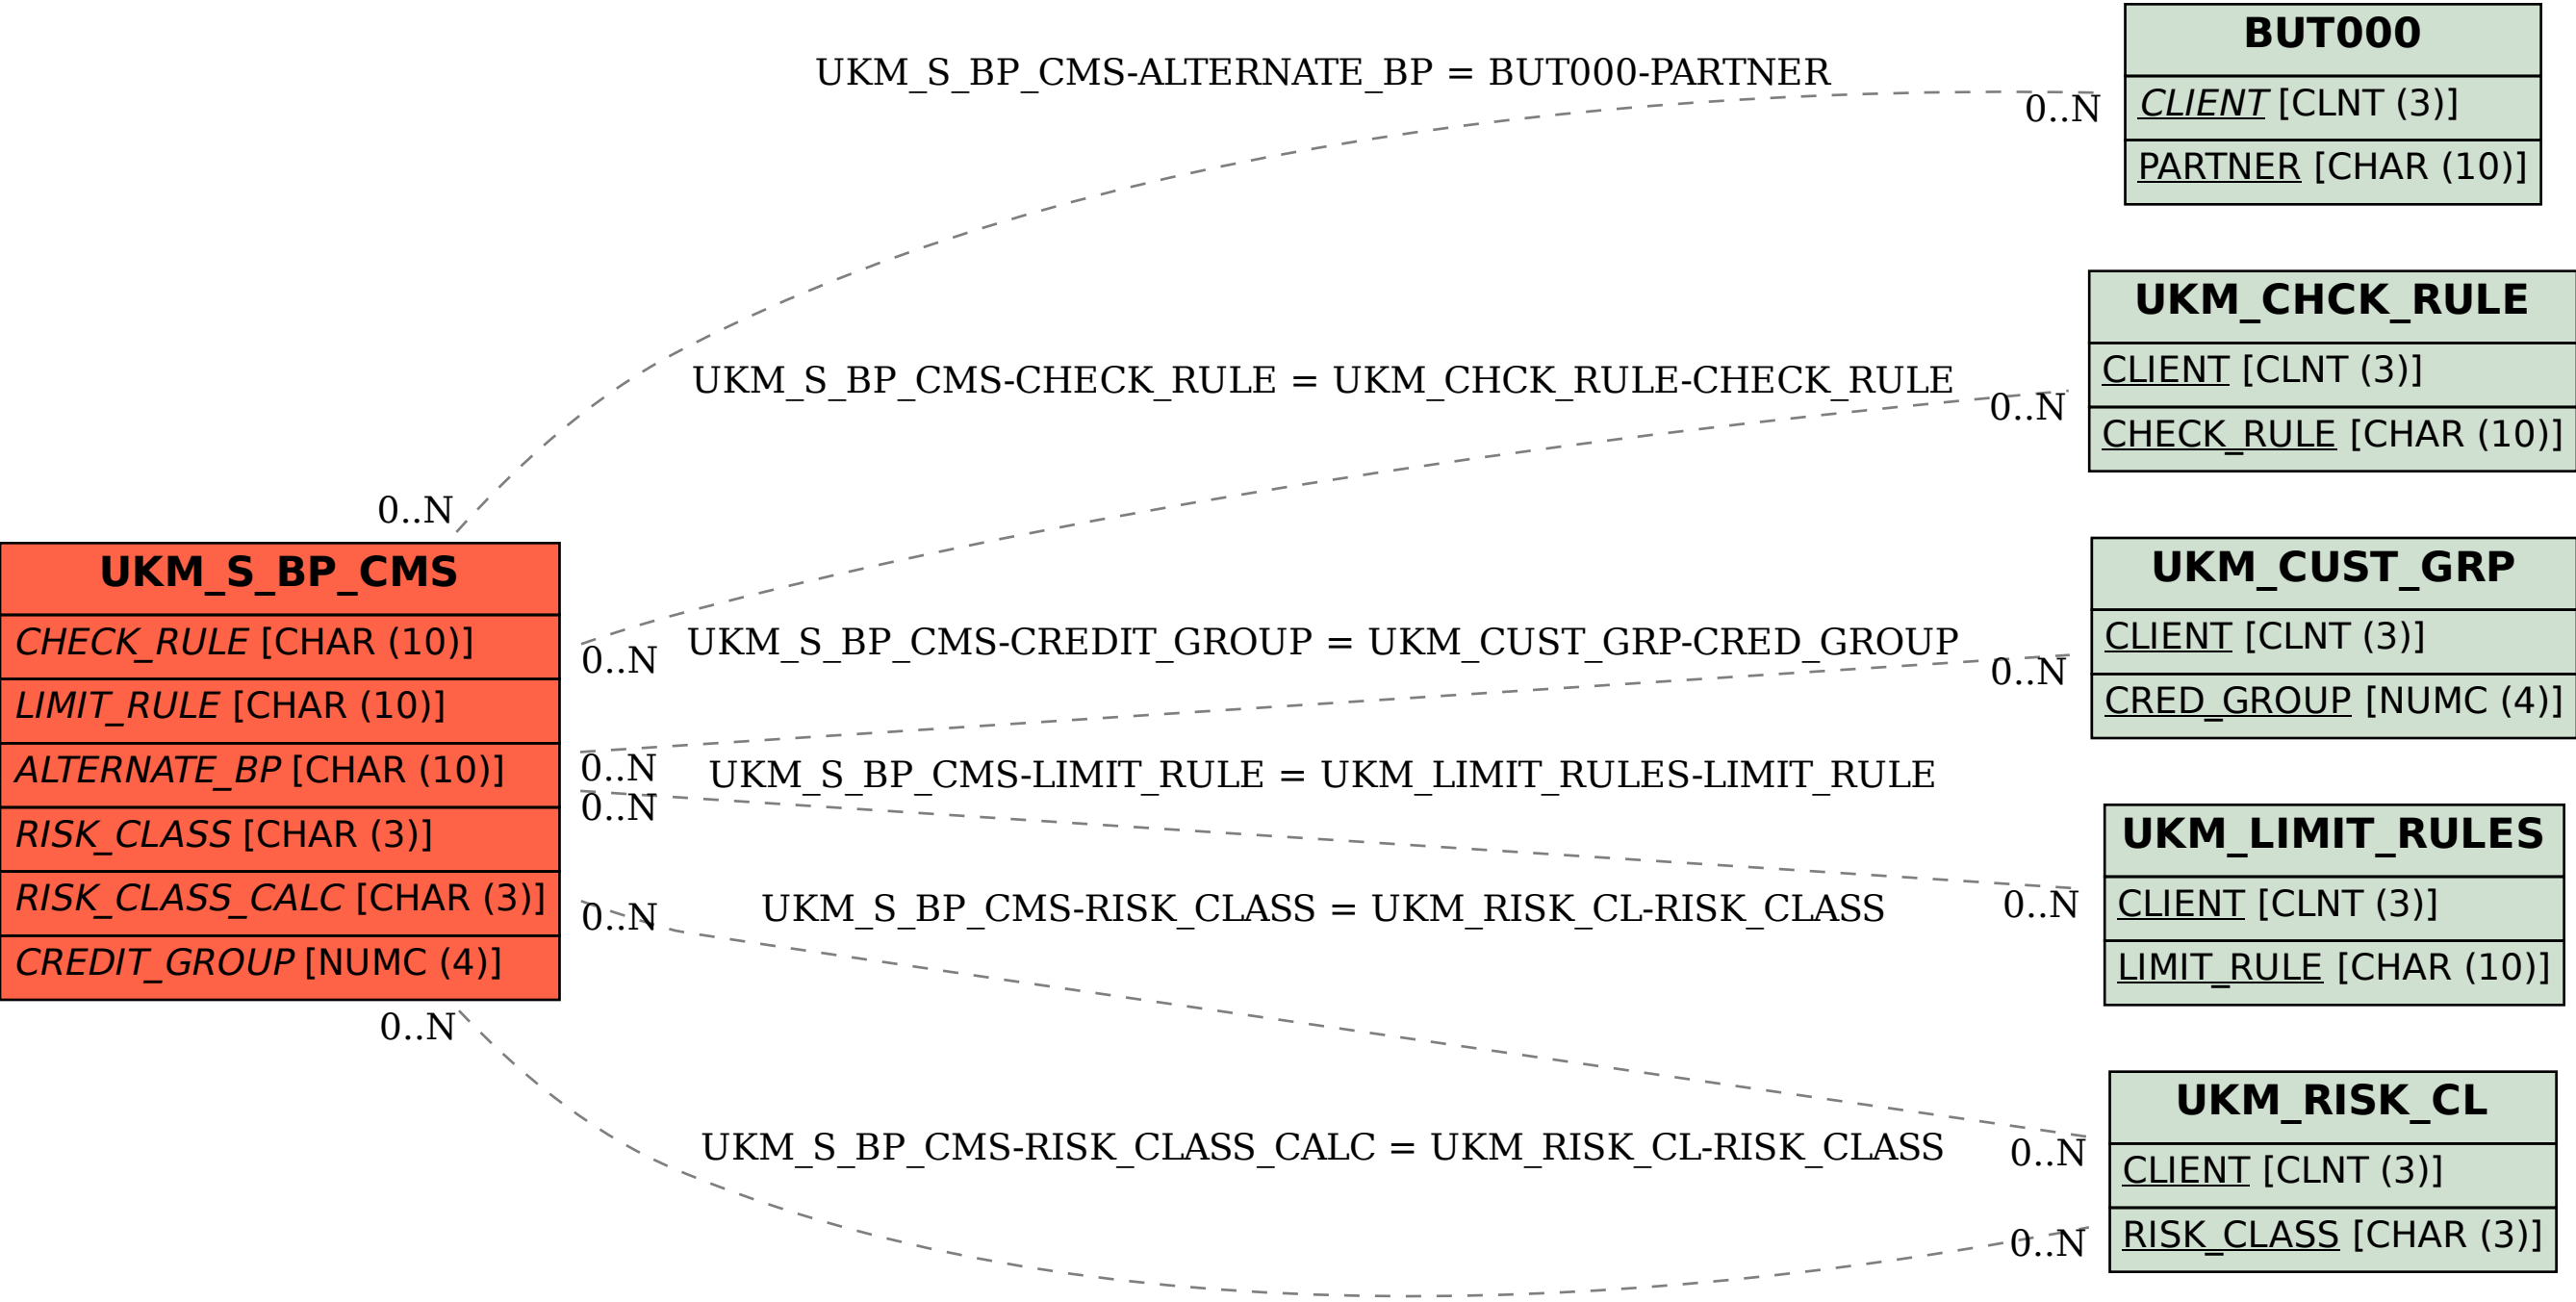 BUT000
CLIENT [CLNT (3)]
PARTNER [CHAR (10)]
UKM_S_BP_CMS-ALTERNATE_BP = BUT000-PARTNER
0..N
0..N
UKM_CHCK_RULE
CLIENT [CLNT (3)]
CHECK_RULE [CHAR (10)]
UKM_S_BP_CMS-CHECK_RULE = UKM_CHCK_RULE-CHECK_RULE
0..N
0..N
UKM_S_BP_CMS
CHECK_RULE [CHAR (10)]
LIMIT_RULE [CHAR (10)]
ALTERNATE_BP [CHAR (10)]
RISK_CLASS [CHAR (3)]
RISK_CLASS_CALC [CHAR (3)]
CREDIT_GROUP [NUMC (4)]
UKM_CUST_GRP
CLIENT [CLNT (3)]
CRED_GROUP [NUMC (4)]
UKM_S_BP_CMS-CREDIT_GROUP = UKM_CUST_GRP-CRED_GROUP
0..N
0..N
UKM_S_BP_CMS-LIMIT_RULE = UKM_LIMIT_RULES-LIMIT_RULE
0..N
0..N
UKM_LIMIT_RULES
CLIENT [CLNT (3)]
LIMIT_RULE [CHAR (10)]
UKM_S_BP_CMS-RISK_CLASS = UKM_RISK_CL-RISK_CLASS
0..N
0..N
UKM_RISK_CL
CLIENT [CLNT (3)]
RISK_CLASS [CHAR (3)]
UKM_S_BP_CMS-RISK_CLASS_CALC = UKM_RISK_CL-RISK_CLASS
0..N
0..N